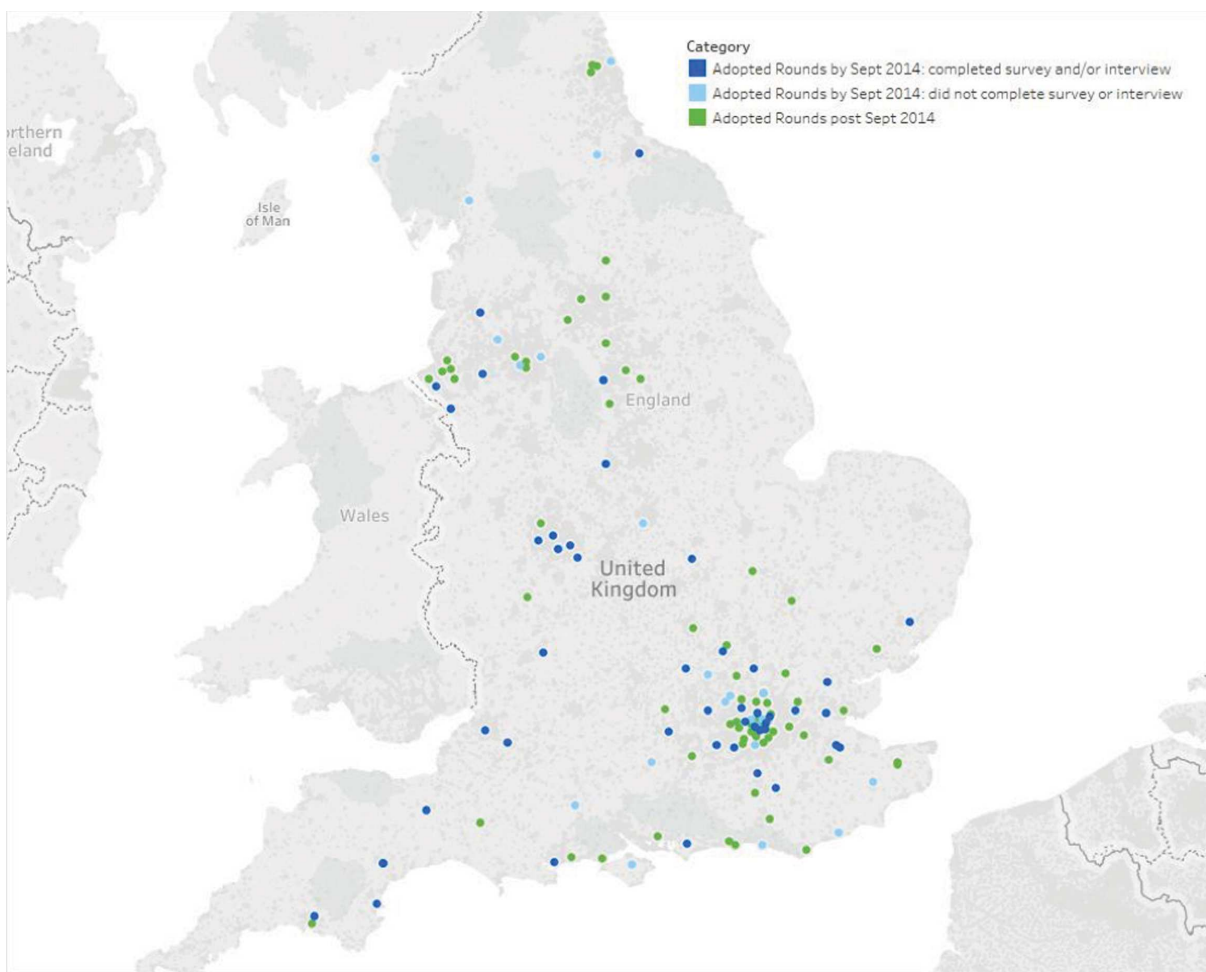 Category
Adopted Rounds by Sept 2014: completed survey and/or interview
Adopted Rounds by Sept 2014: did not complete survey or interview
Adopted Rounds post Sept 2014
orthern
eland
Isle
of Man
England
Wales
United
Kingdom